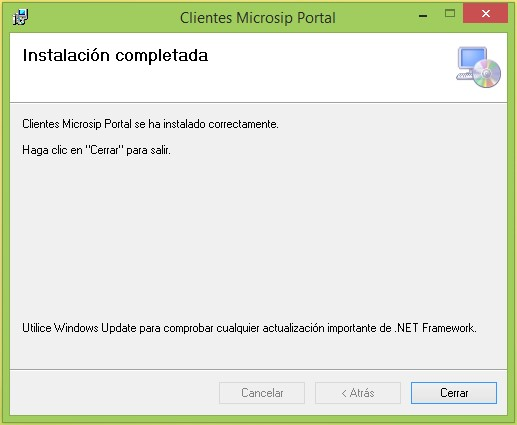 Clientes Microsip Portal
Instalación completada
Clientes Microsip Portal se ha instalado correctamente.
Haga clic en "Cerrar" para salir.
Utilice Windows Update para comprobar cualquier actualización importante de .NET Framework.
Cancelar
< Atrás
Cerrar